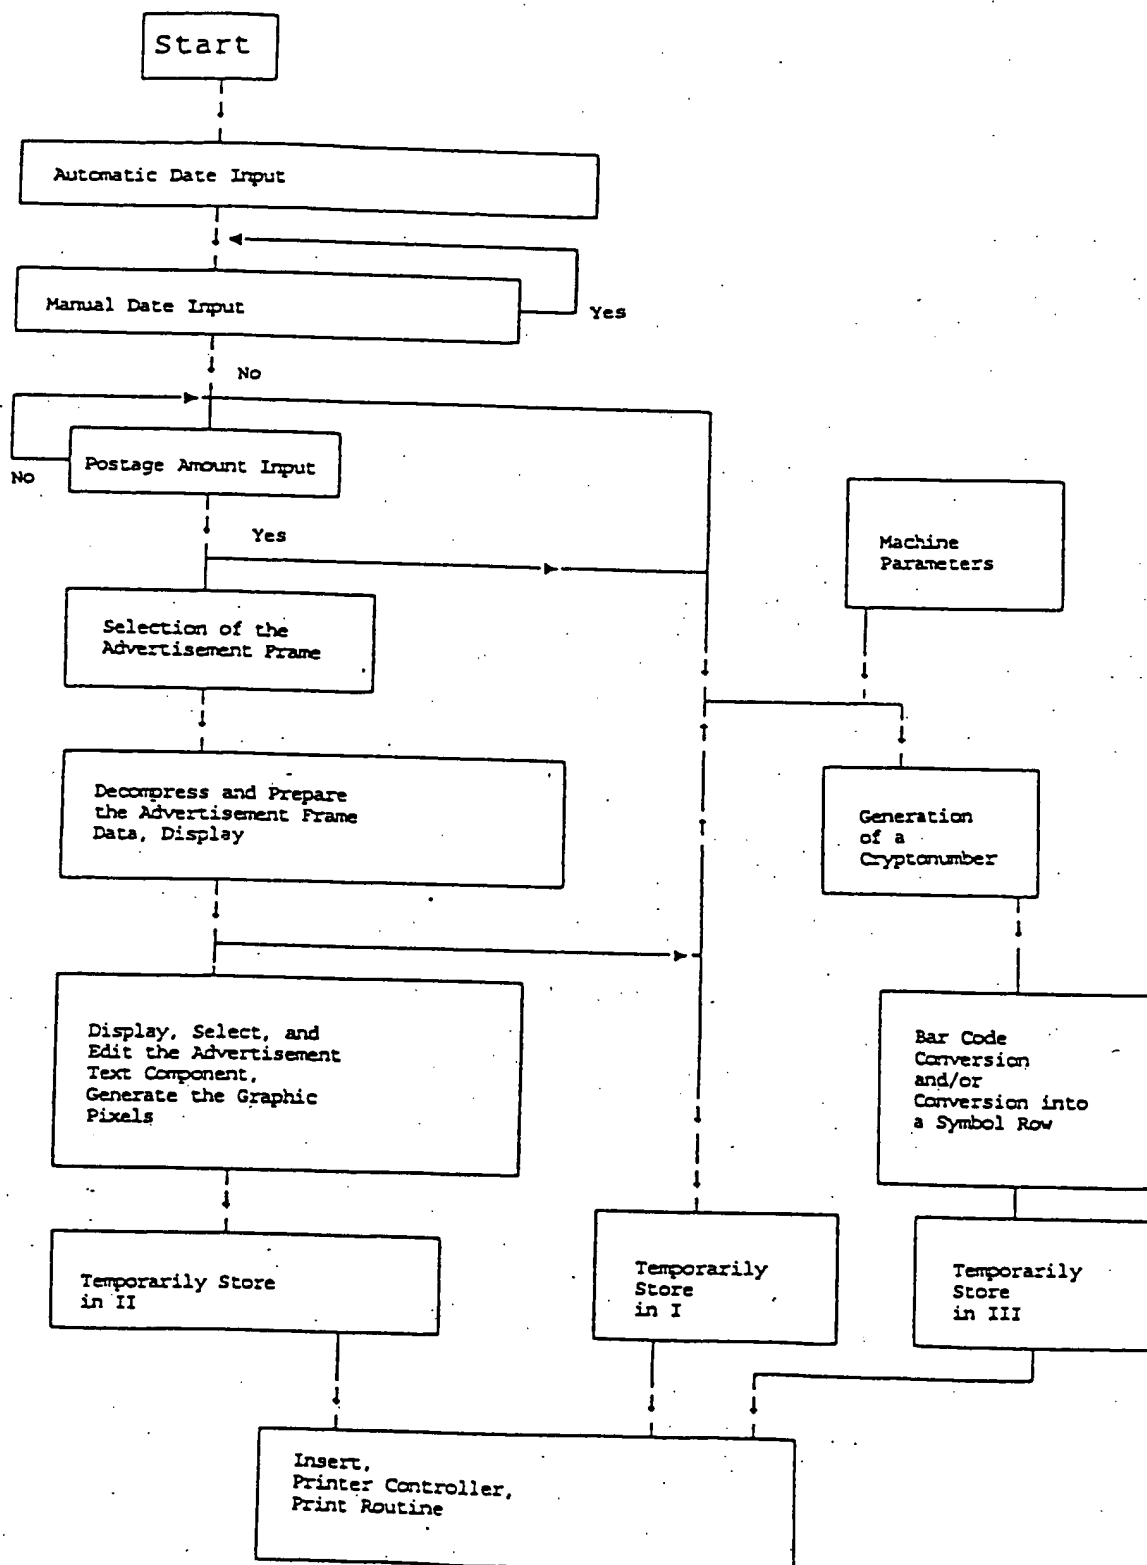 Start
Automatic Date Input
Manual Date Input
Yes
No
Postage Amount Input
No
Yes
Machine
Parameters
Selection of the
Advertisement Frame
Decompress and Prepare
the Advertisement Frame
Data, Display
Generation
of a
Cryptonumber
Display, Select, and
Edit the Advertisement
Text Component,
Generate the Graphic
Pixels
Bar Code
Conversion
and/or
Conversion into
a Symbol Row
Temporarily Store
in II
Temporarily
Store
in I
Temporarily
Store
in III
Insert,
Printer Controller,
Print Routine